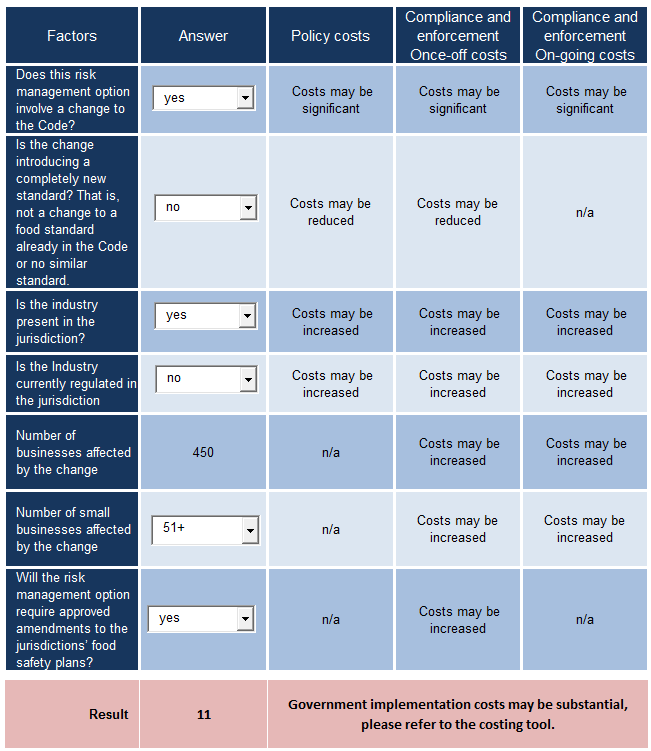 Factors
Answer
Policy costs
Compliance and
enforcement
Once-off costs
Compliance and
enforcement
On-going costs
Does this risk
management option
involve a change to
the Code?
yes
Costs may be
significant
Costs may be
significant
Costs may be
significant
Is the change
introducing a
completely new
standard? That is,
not a change to a
food standard
already in the Code
or no similar
standard.
no
Costs may be
reduced
Costs may be
reduced
n/a
Is the industry
present in the
jurisdiction?
yes
Costs may be
increased
Costs may be
increased
Costs may be
increased
Is the Industry
currently regulated in
the jurisdiction
no
Costs may be
increased
Costs may be
increased
Costs may be
increased
Number of
businesses affected
by the change
450
n/a
Costs may be
increased
Costs may be
increased
Number of small
businesses affected
by the change
51+
n/a
Costs may be
increased
Costs may be
increased
Will the risk
management option
require approved
amendments to the
jurisdictions' food
safety plans?
yes
n/a
Costs may be
increased
n/a
Result
11
Government implementation costs may be substantial,
please refer to the costing tool.